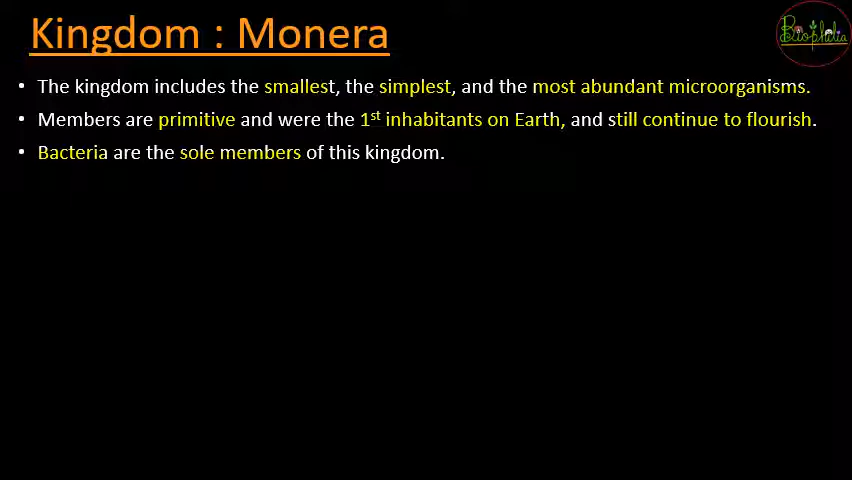 Kingdom : Monera
Biophilia
• The kingdom includes the smallest, the simplest, and the most abundant microorganisms.
• Members are primitive and were the 1st inhabitants on Earth, and still continue to flourish.
• Bacteria are the sole members of this kingdom.